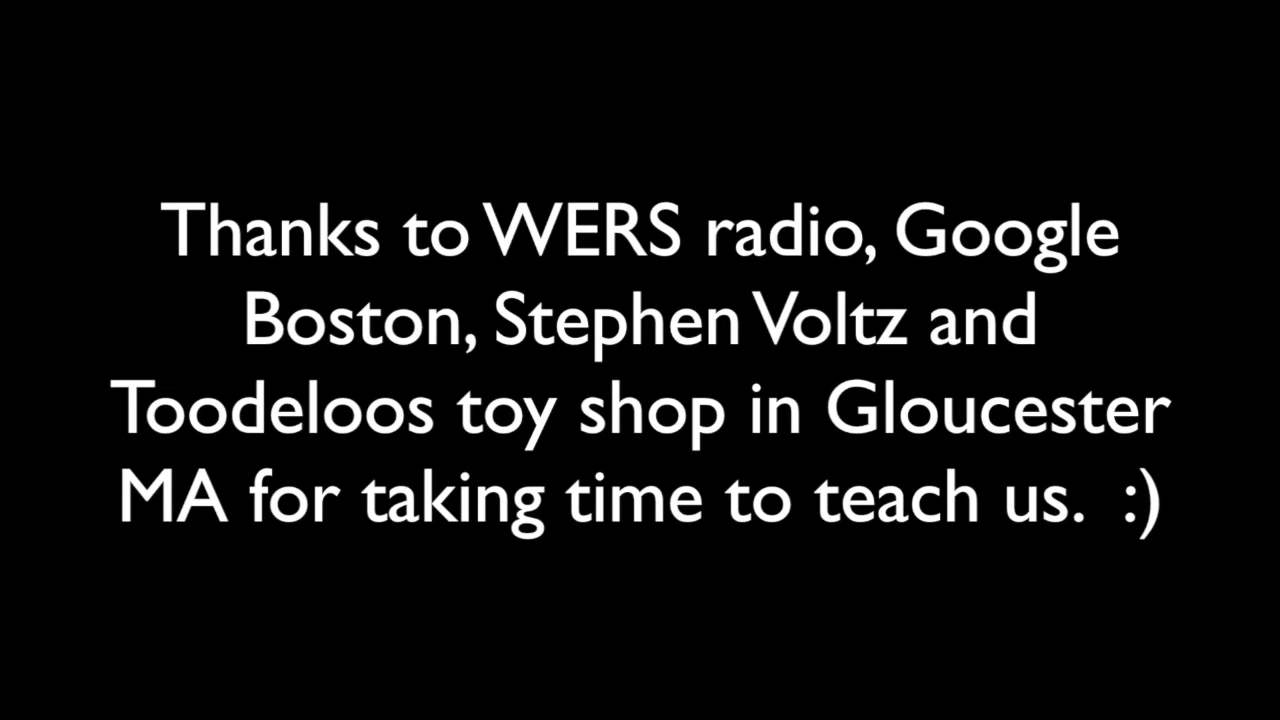 Thanks to WERS radio, Google
Boston, Stephen Voltz and
Toodeloos toy shop in Gloucester
MA for taking time to teach us.  :)